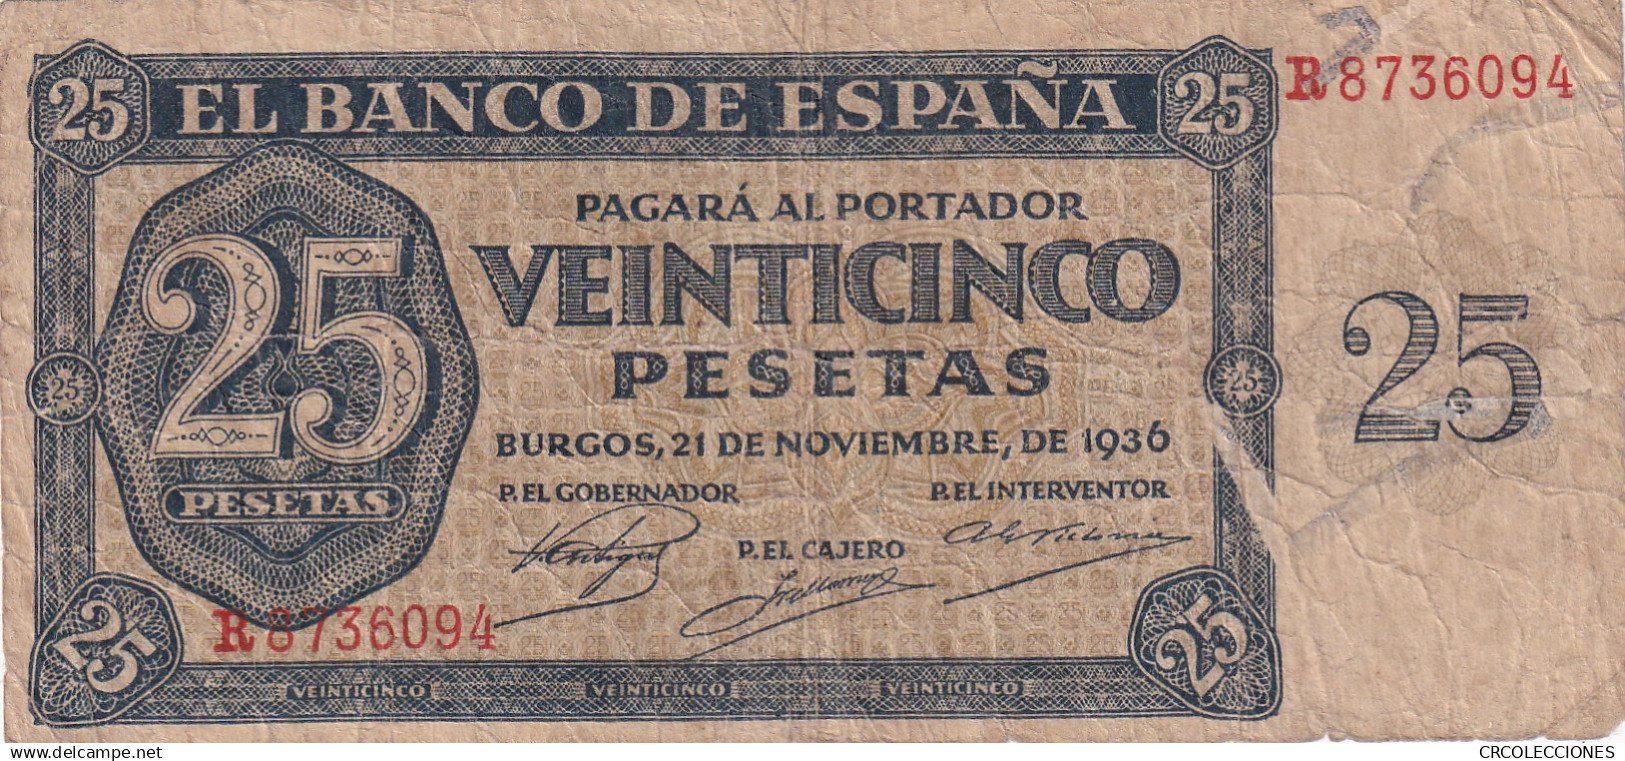 25 EL BANCO DE ESPAÑA 25 R8736094
PAGARÁ AL PORTADOR
VEINTICINCO
PESETAS
25
PESETAS
25 25 25
BURGOS, 21 DE NOVIEMBRE, DE 1936
P. EL GOBERNADOR P. EL INTERVENTOR
P. EL CAJERO
R8736094
25 25
VEINTICINCO VEINTICINCO VEINTICINCO
delcampe.net
CRCOLECCIONES